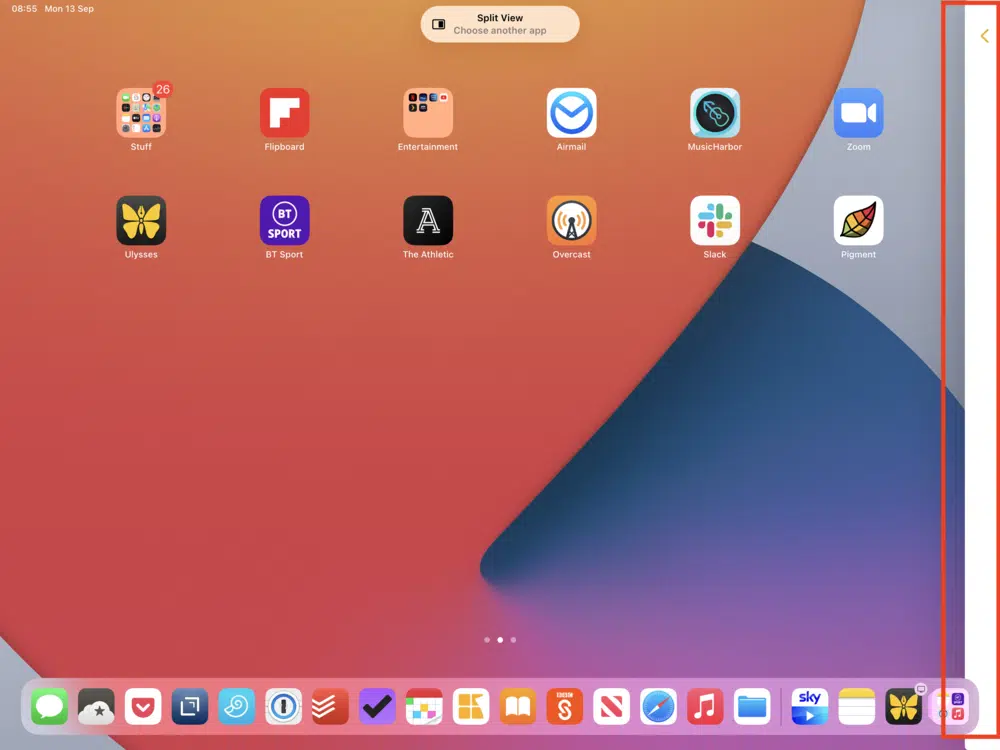 08:55 Mon 13 Sep
Split View
Choose another app
26
Stuff
Flipboard
Entertainment
Airmail
MusicHarbor
Zoom
BT
SPORT
A
Ulysses
BT Sport
The Athletic
Overcast
Slack
Pigment
BBC
S
sky